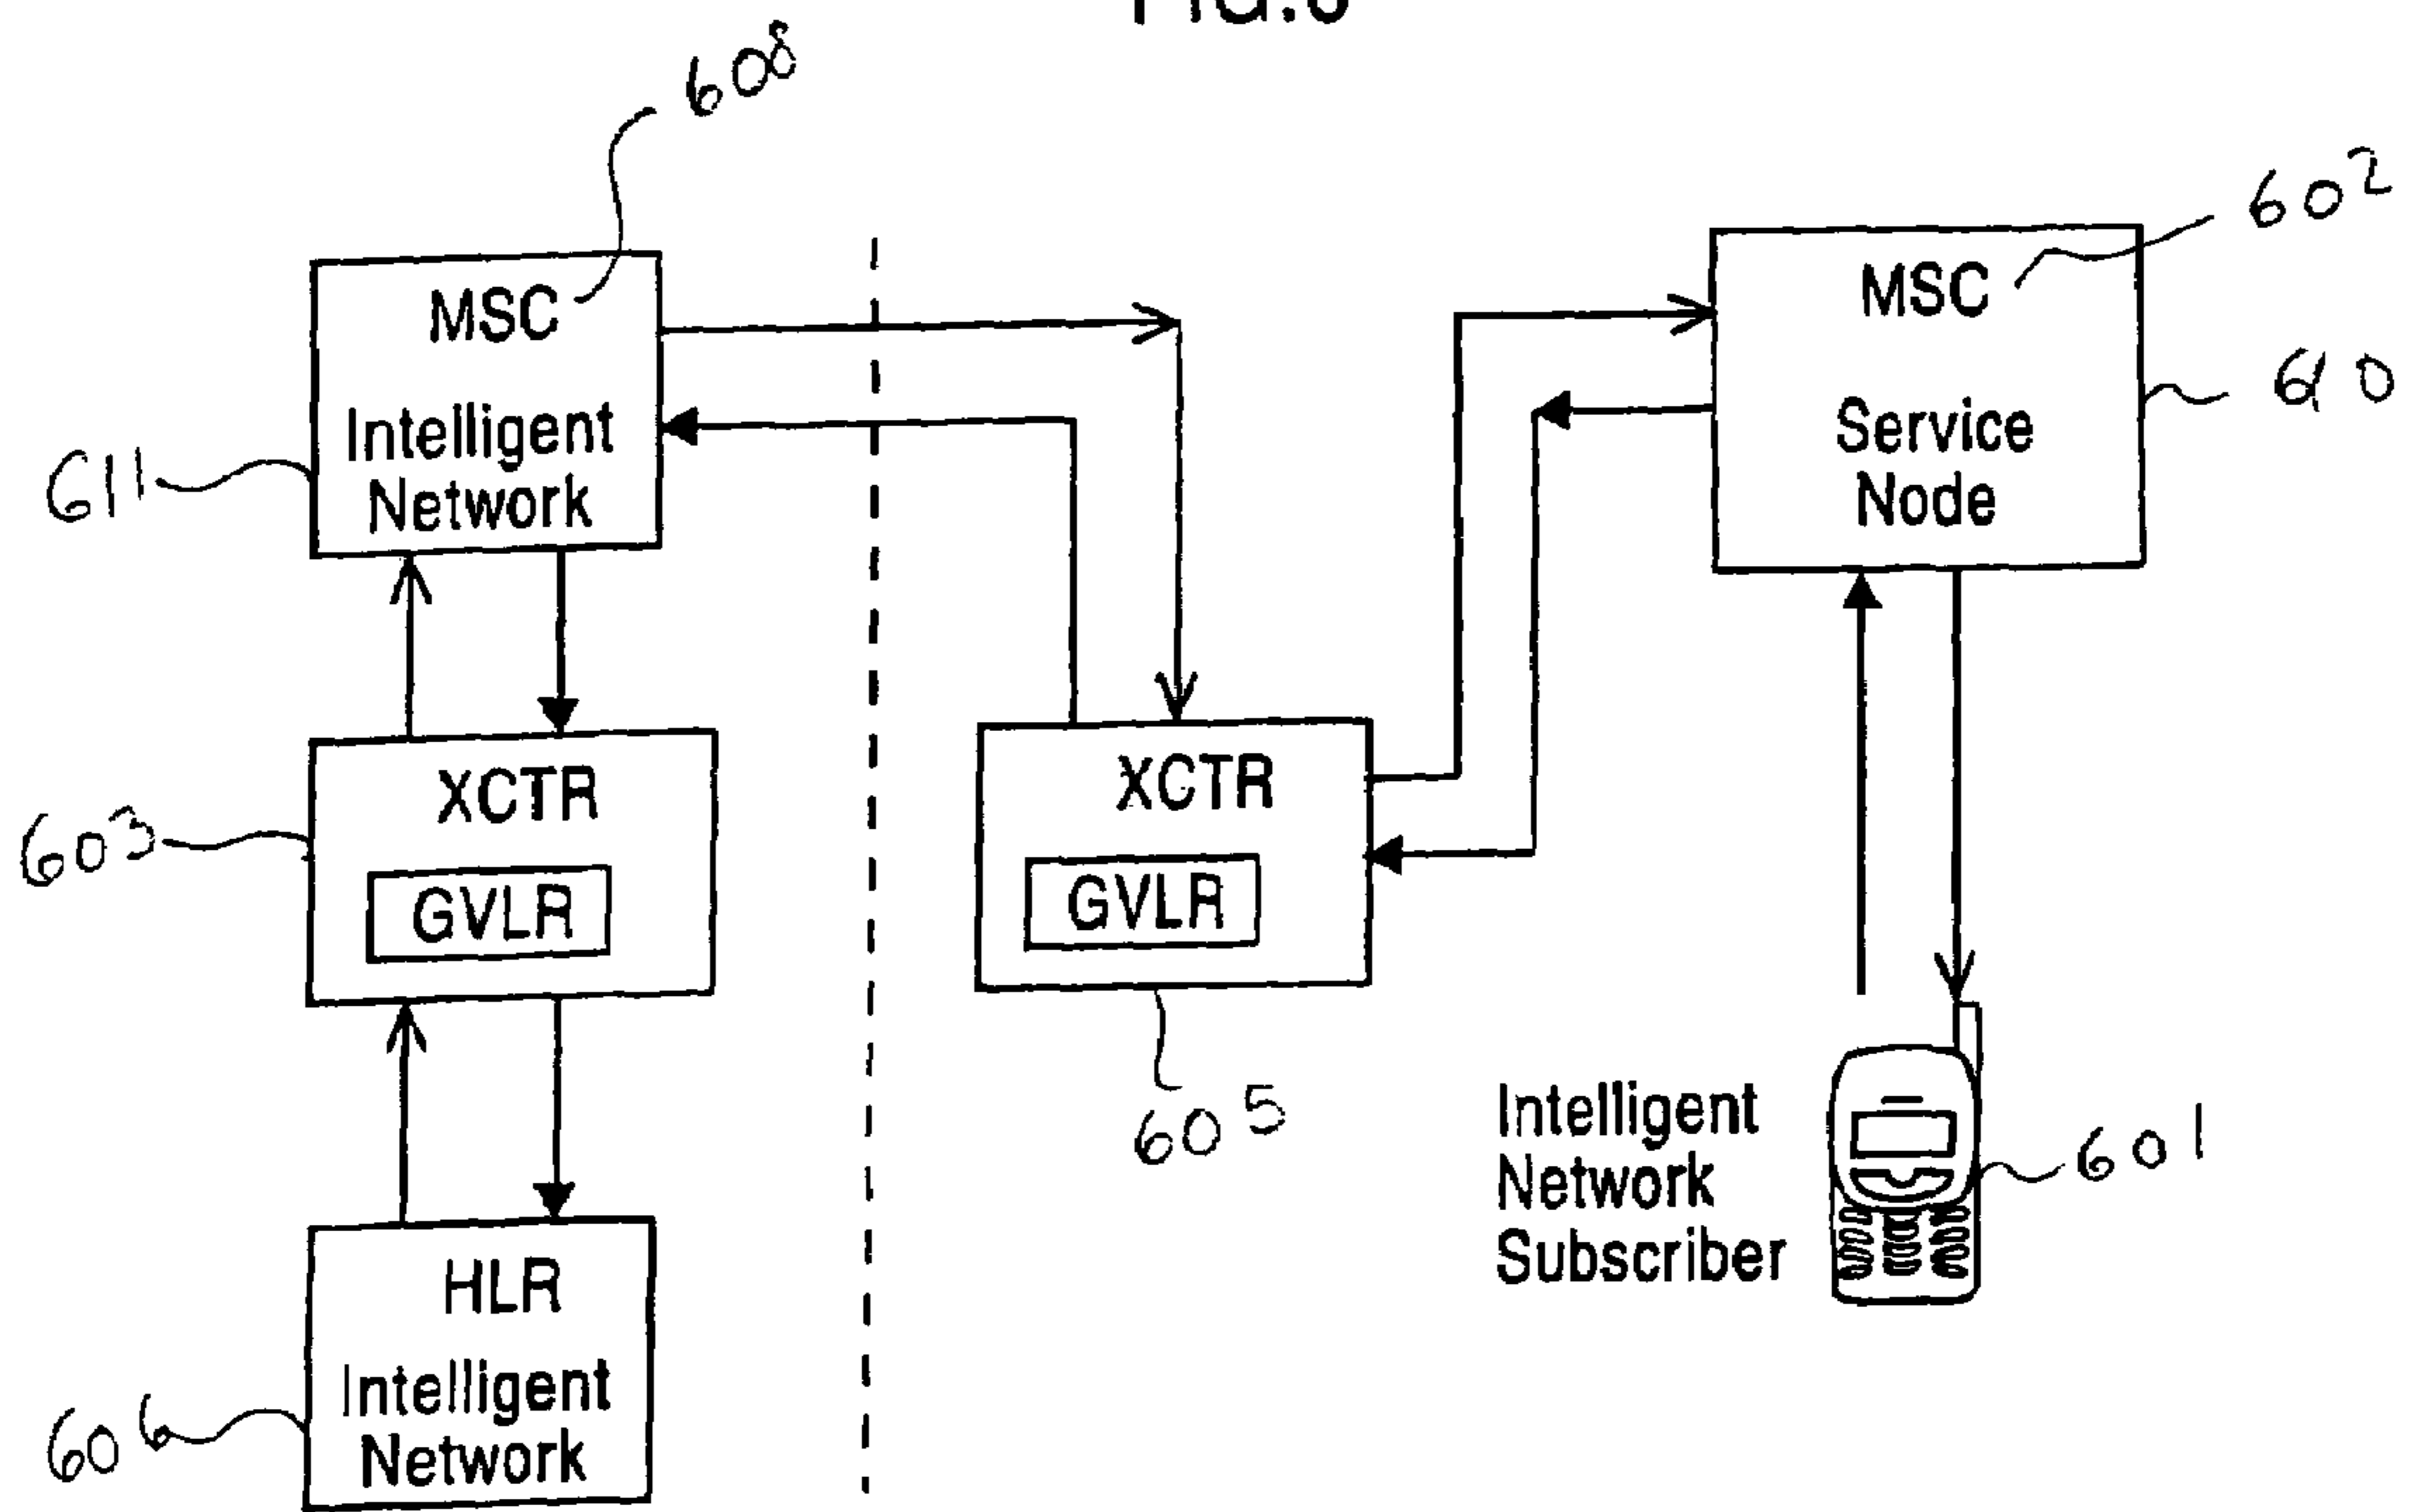 608
602
MSC
Intelligent
Network
611
MSC
Service
Node
610
XCTR
GVLR
603
XCTR
GVLR
605
HLR
Intelligent
Network
606
Intelligent
Network
Subscriber
601